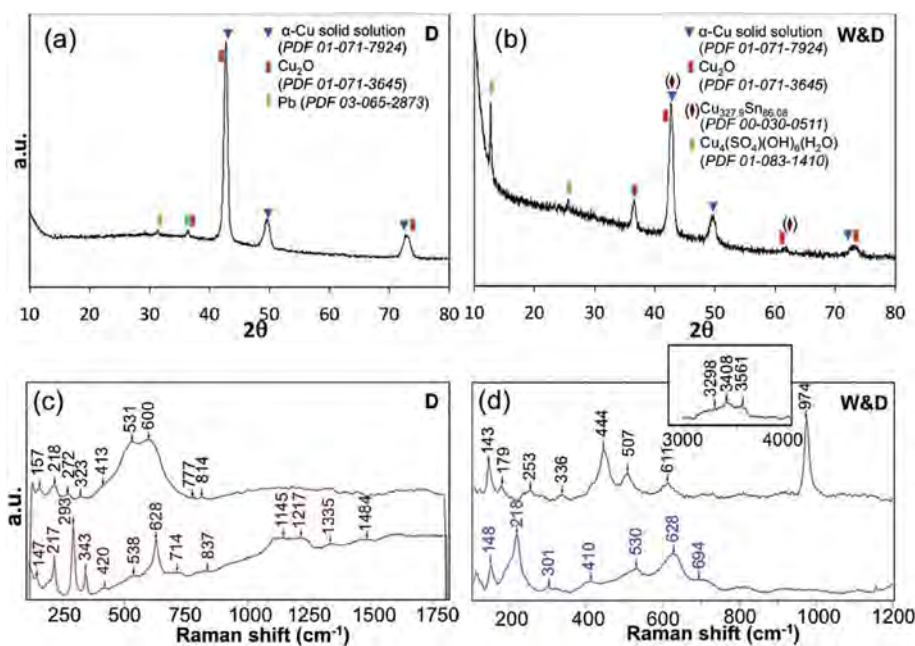 (a)
D
α-Cu solid solution
(PDF 01-071-7924)
Cu2O
(PDF 01-071-3645)
Pb (PDF 03-065-2873)
a.u.
10 20 30 40 50 60 70 80
2θ
(b)
W&D
α-Cu solid solution
(PDF 01-071-7924)
Cu2O
(PDF 01-071-3645)
Cu327.9Sn86.08
(PDF 00-030-0511)
Cu4(SO4)(OH)6(H2O)
(PDF 01-083-1410)
( )
( )
( )
10 20 30 40 50 60 70 80
2θ
(c)
D
157 218 272 323 413 531 600 777 814
147 217 293 343 420 538 628 714 837 1145 1217 1335 1484
a.u.
250 500 750 1000 1250 1500 1750
Raman shift (cm-1)
(d)
W&D
3298 3408 3561
3000 4000
143 179 253 336 444 507 611 974
148 218 301 410 530 628 694
200 400 600 800 1000 1200
Raman shift (cm-1)